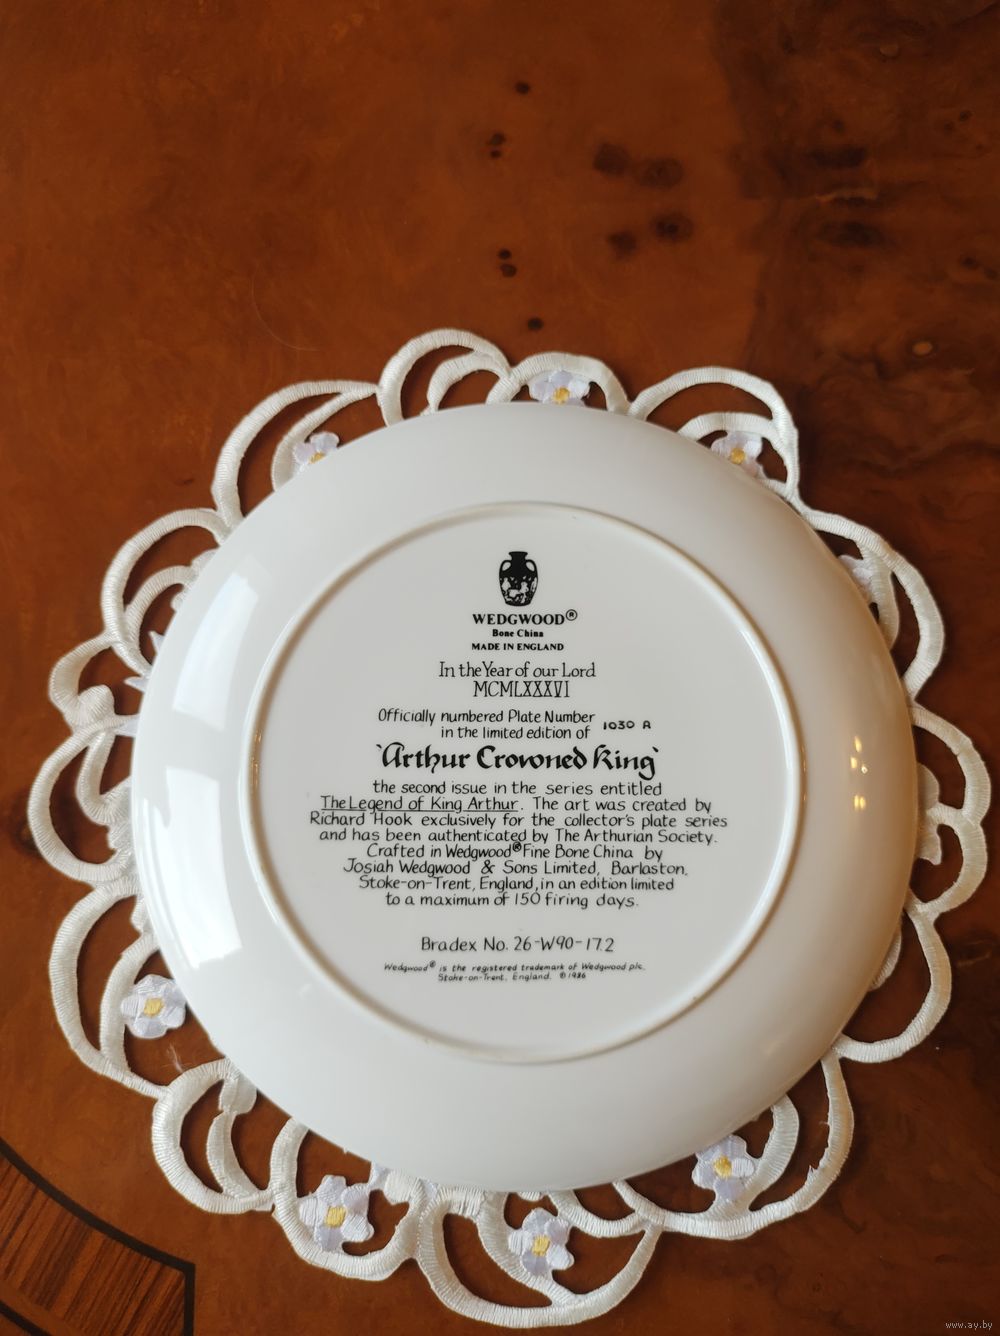 WEDGWOOD®
Bone China
MADE IN ENGLAND
In the Year of our Lord
MCMLXXXVI
Officially numbered Plate Number 1030 A
in the limited edition of
'Arthur Crowned King'
the second issue in the series entitled
The Legend of King Arthur. The art was created by
Richard Hook exclusively for the collector's plate series
and has been authenticated by The Arthurian Society.
Crafted in Wedgwood® Fine Bone China by
Josiah Wedgwood & Sons Limited, Barlaston,
Stoke-on-Trent, England, in an edition limited
to a maximum of 150 firing days.
Bradex No. 26-W90-17.2
Wedgwood® is the registered trademark of Wedgwood plc.
Stoke-on-Trent, England. © 1986
www.ay.by